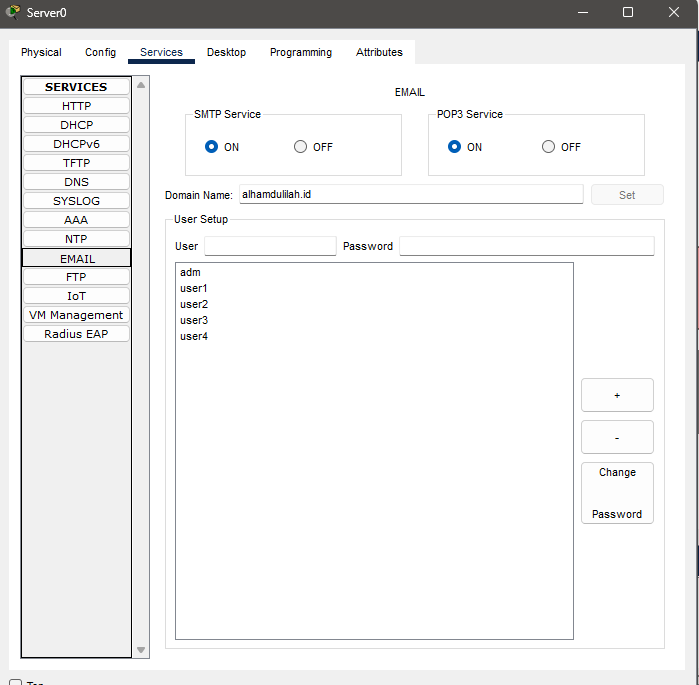 Server0
Physical Config Services Desktop Programming Attributes
SERVICES
HTTP
DHCP
DHCPv6
TFTP
DNS
SYSLOG
AAA
NTP
EMAIL
FTP
IoT
VM Management
Radius EAP
EMAIL
SMTP Service
ON OFF
POP3 Service
ON OFF
Domain Name: alhamdulilah.id Set
User Setup
User Password
adm
user1
user2
user3
user4
+
-
Change
Password
Top